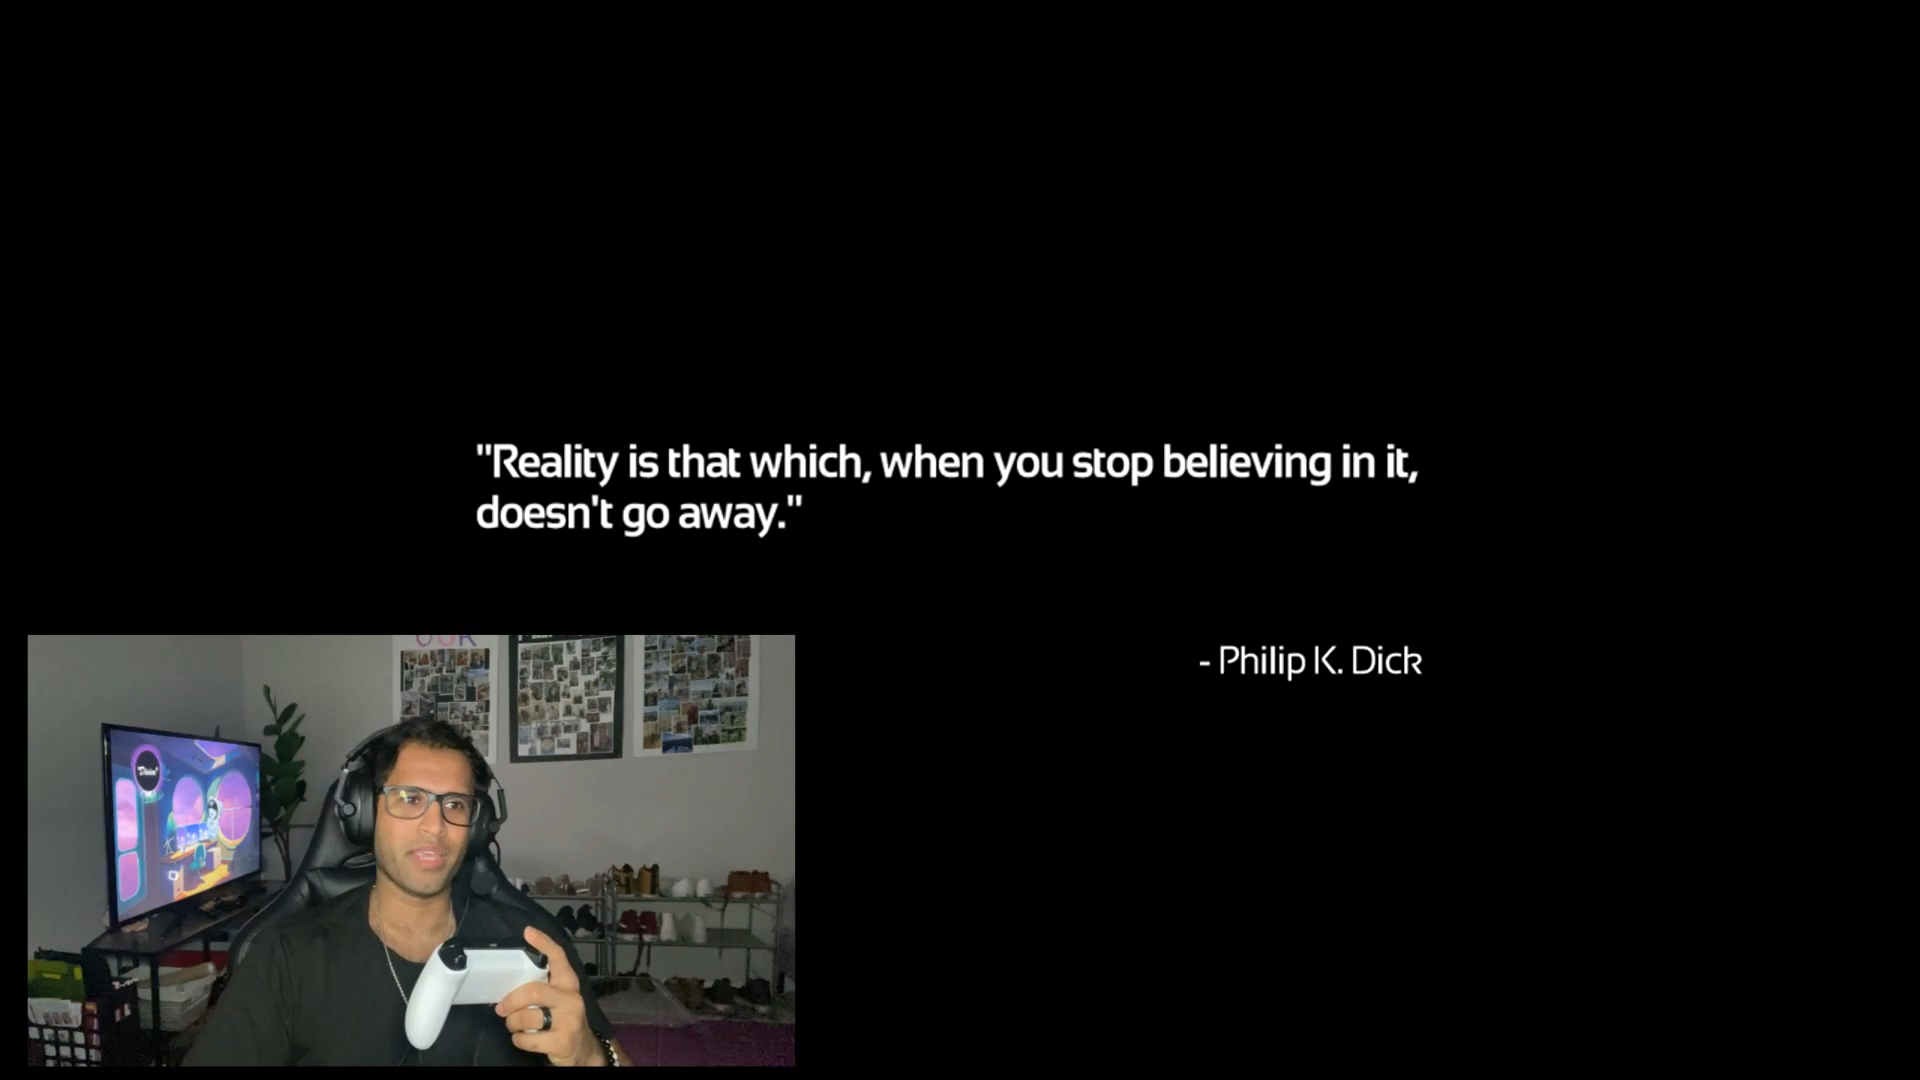 "Reality is that which, when you stop believing in it,
doesn't go away."
- Philip K. Dick